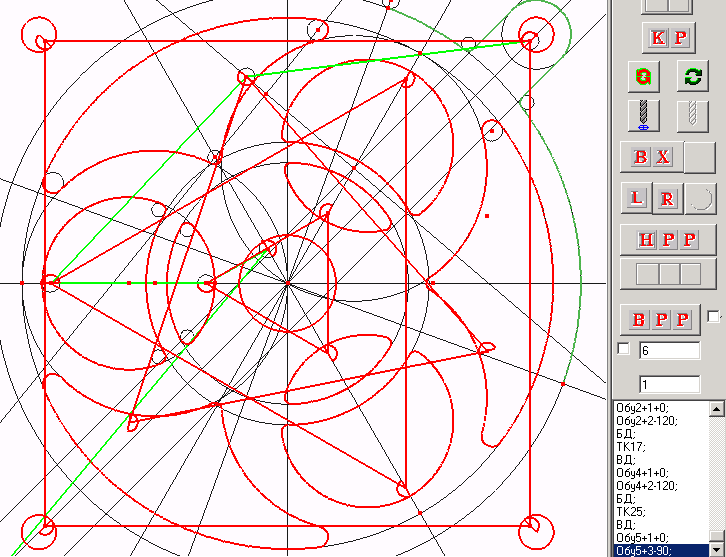 К Р
В Х
L R
Н Р Р
В Р Р
6
1
Обу2+1+0;
Обу2+2-120;
БД;
ТК17;
ВД;
Обу4+1+0;
Обу4+2-120;
БД;
ТК25;
ВД;
Обу5+1+0;
Обу5+3-90;